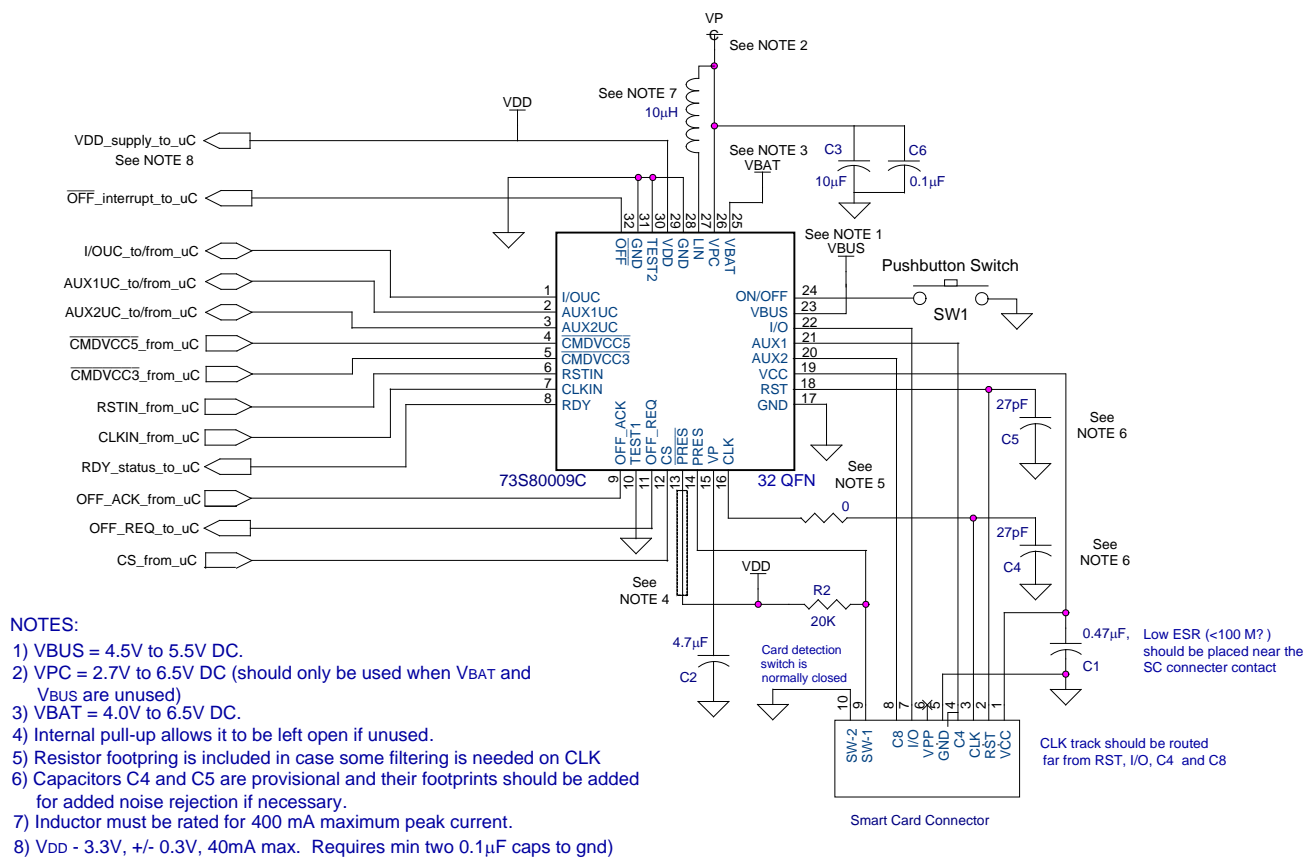 VP
See NOTE 2
See NOTE 7
10µH
VDD
VDD_supply_to_uC
See NOTE 8
See NOTE 3
VBAT
C3
C6
10µF
0.1µF
OFF_interrupt_to_uC
32
31
30
29
28
27
26
25
OFF
GND
TEST2
VDD
GND
LIN
VPC
VBAT
See NOTE 1
VBUS
Pushbutton Switch
SW1
I/OUC_to/from_uC
AUX1UC_to/from_uC
AUX2UC_to/from_uC
CMDVCC5_from_uC
CMDVCC3_from_uC
RSTIN_from_uC
CLKIN_from_uC
RDY_status_to_uC
OFF_ACK_from_uC
OFF_REQ_to_uC
CS_from_uC
1 I/OUC
2 AUX1UC
3 AUX2UC
4 CMDVCC5
5 CMDVCC3
6 RSTIN
7 CLKIN
8 RDY
ON/OFF 24
VBUS 23
I/O 22
AUX1 21
AUX2 20
VCC 19
RST 18
GND 17
OFF_ACK
TEST1
OFF_REQ
CS
PRES
PRES
VP
CLK
9
10
11
12
13
14
15
16
73S80009C
32 QFN
27pF
C5
See
NOTE 6
See
NOTE 5
0
27pF
C4
See
NOTE 6
See
NOTE 4
VDD
R2
20K
4.7µF
C2
Card detection
switch is
normally closed
0.47µF,
C1
Low ESR (<100 M? )
should be placed near the
SC connecter contact
10
9
8
7
6
5
4
3
2
1
SW-2
SW-1
C8
I/O
VPP
GND
C4
CLK
RST
VCC
CLK track should be routed
far from RST, I/O, C4 and C8
Smart Card Connector
NOTES:
1) VBUS = 4.5V to 5.5V DC.
2) VPC = 2.7V to 6.5V DC (should only be used when VBAT and
VBUS are unused)
3) VBAT = 4.0V to 6.5V DC.
4) Internal pull-up allows it to be left open if unused.
5) Resistor footpring is included in case some filtering is needed on CLK
6) Capacitors C4 and C5 are provisional and their footprints should be added
for added noise rejection if necessary.
7) Inductor must be rated for 400 mA maximum peak current.
8) VDD - 3.3V, +/- 0.3V, 40mA max. Requires min two 0.1µF caps to gnd)